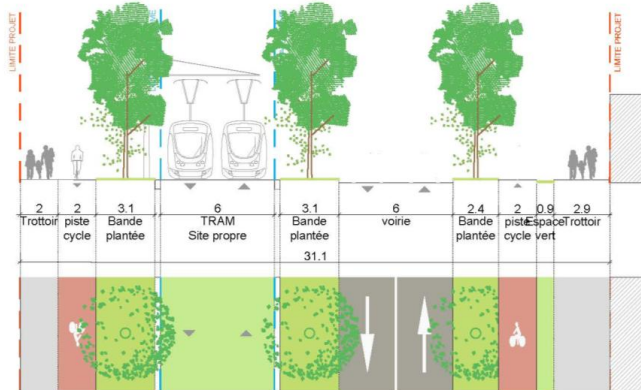 LIMITE PROJET
LIMITE PROJET
2 2 3.1 6 3.1 6 2.4 2 0.9 2.9
Trottoir piste Bande TRAM Bande voirie Bande piste Espace Trottoir
cycle plantée Site propre plantée plantée cycle vert
31.1